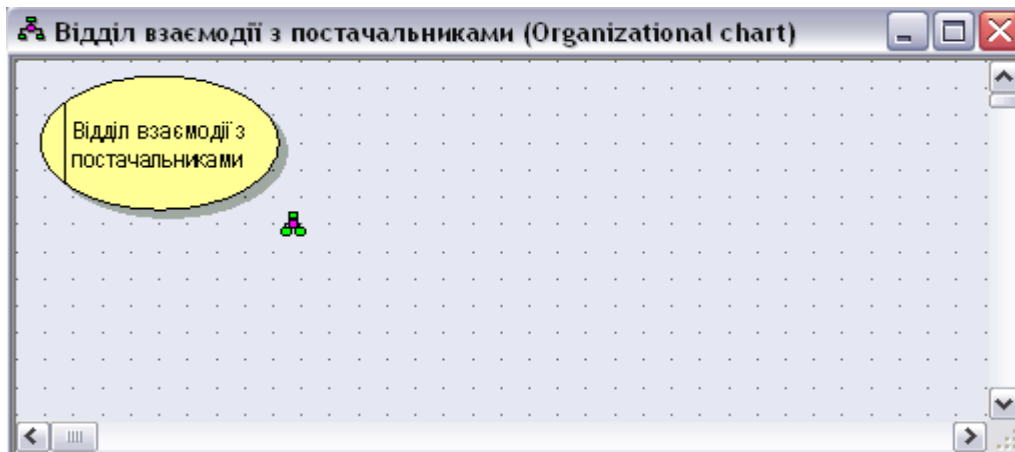 Відділ взаємодії з постачальниками (Organizational chart)
Відділ взаємодії з
постачальниками